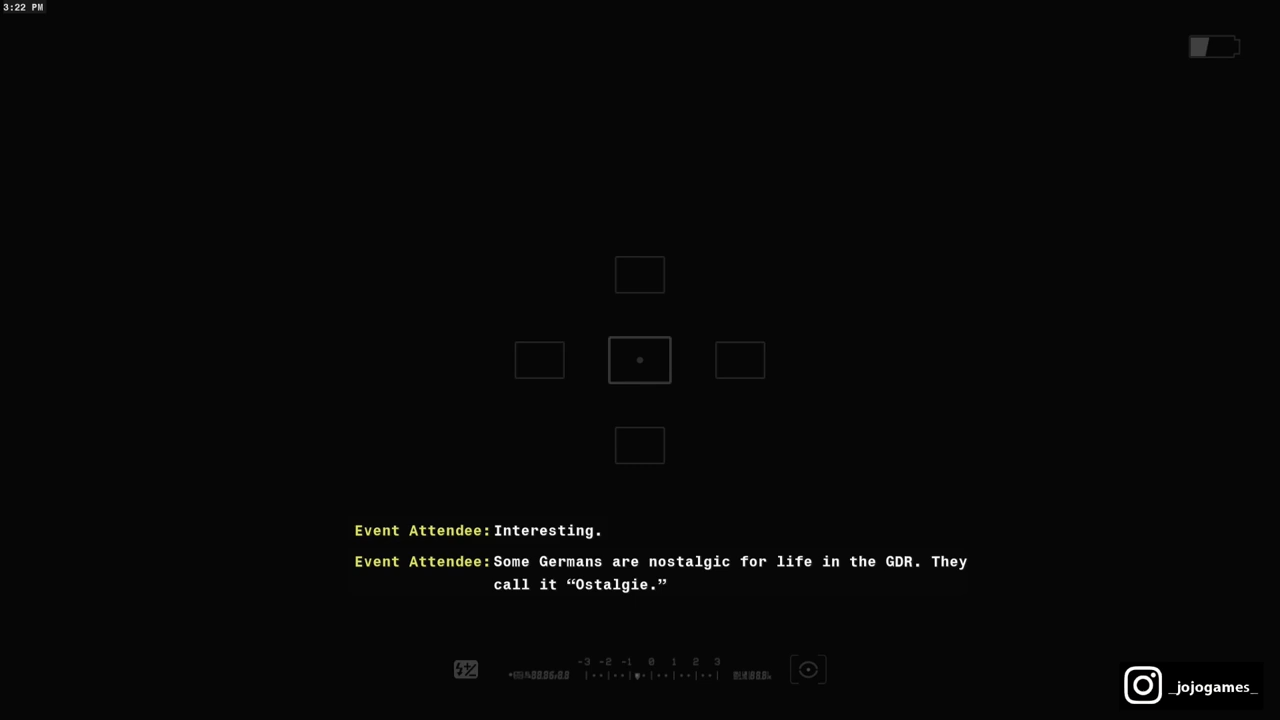 3:22 PM
Event Attendee: Interesting.
Event Attendee: Some Germans are nostalgic for life in the GDR. They
call it “Ostalgie.”
-3 -2 -1 0 1 2 3
_jojogames_